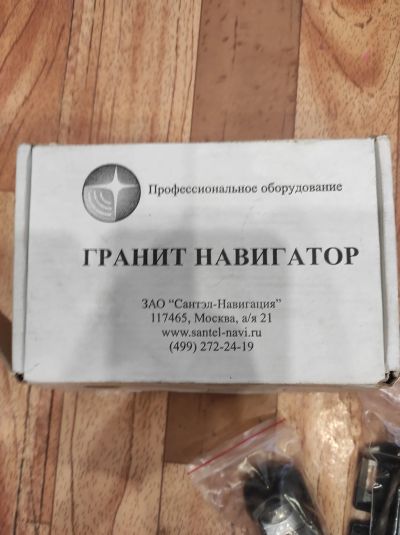 Профессиональное оборудование
ГРАНИТ НАВИГАТОР
ЗАО "Сантэл-Навигация"
117465, Москва, а/я 21
www.santel-navi.ru
(499) 272-24-19